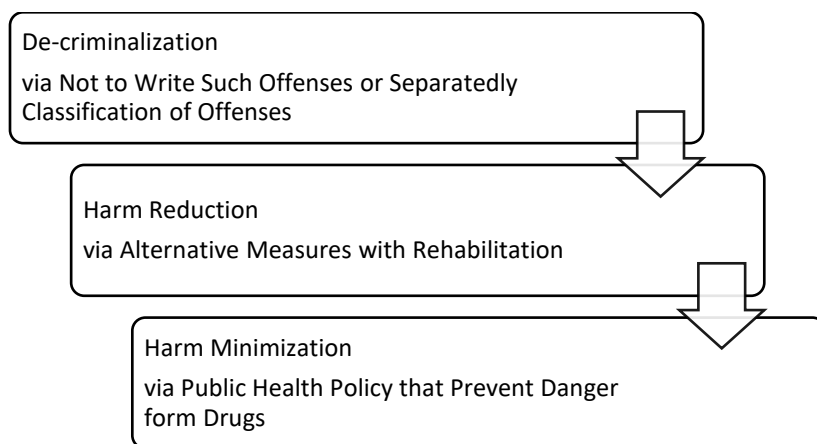 De-criminalization
via Not to Write Such Offenses or Separatedly
Classification of Offenses
Harm Reduction
via Alternative Measures with Rehabilitation
Harm Minimization
via Public Health Policy that Prevent Danger
form Drugs